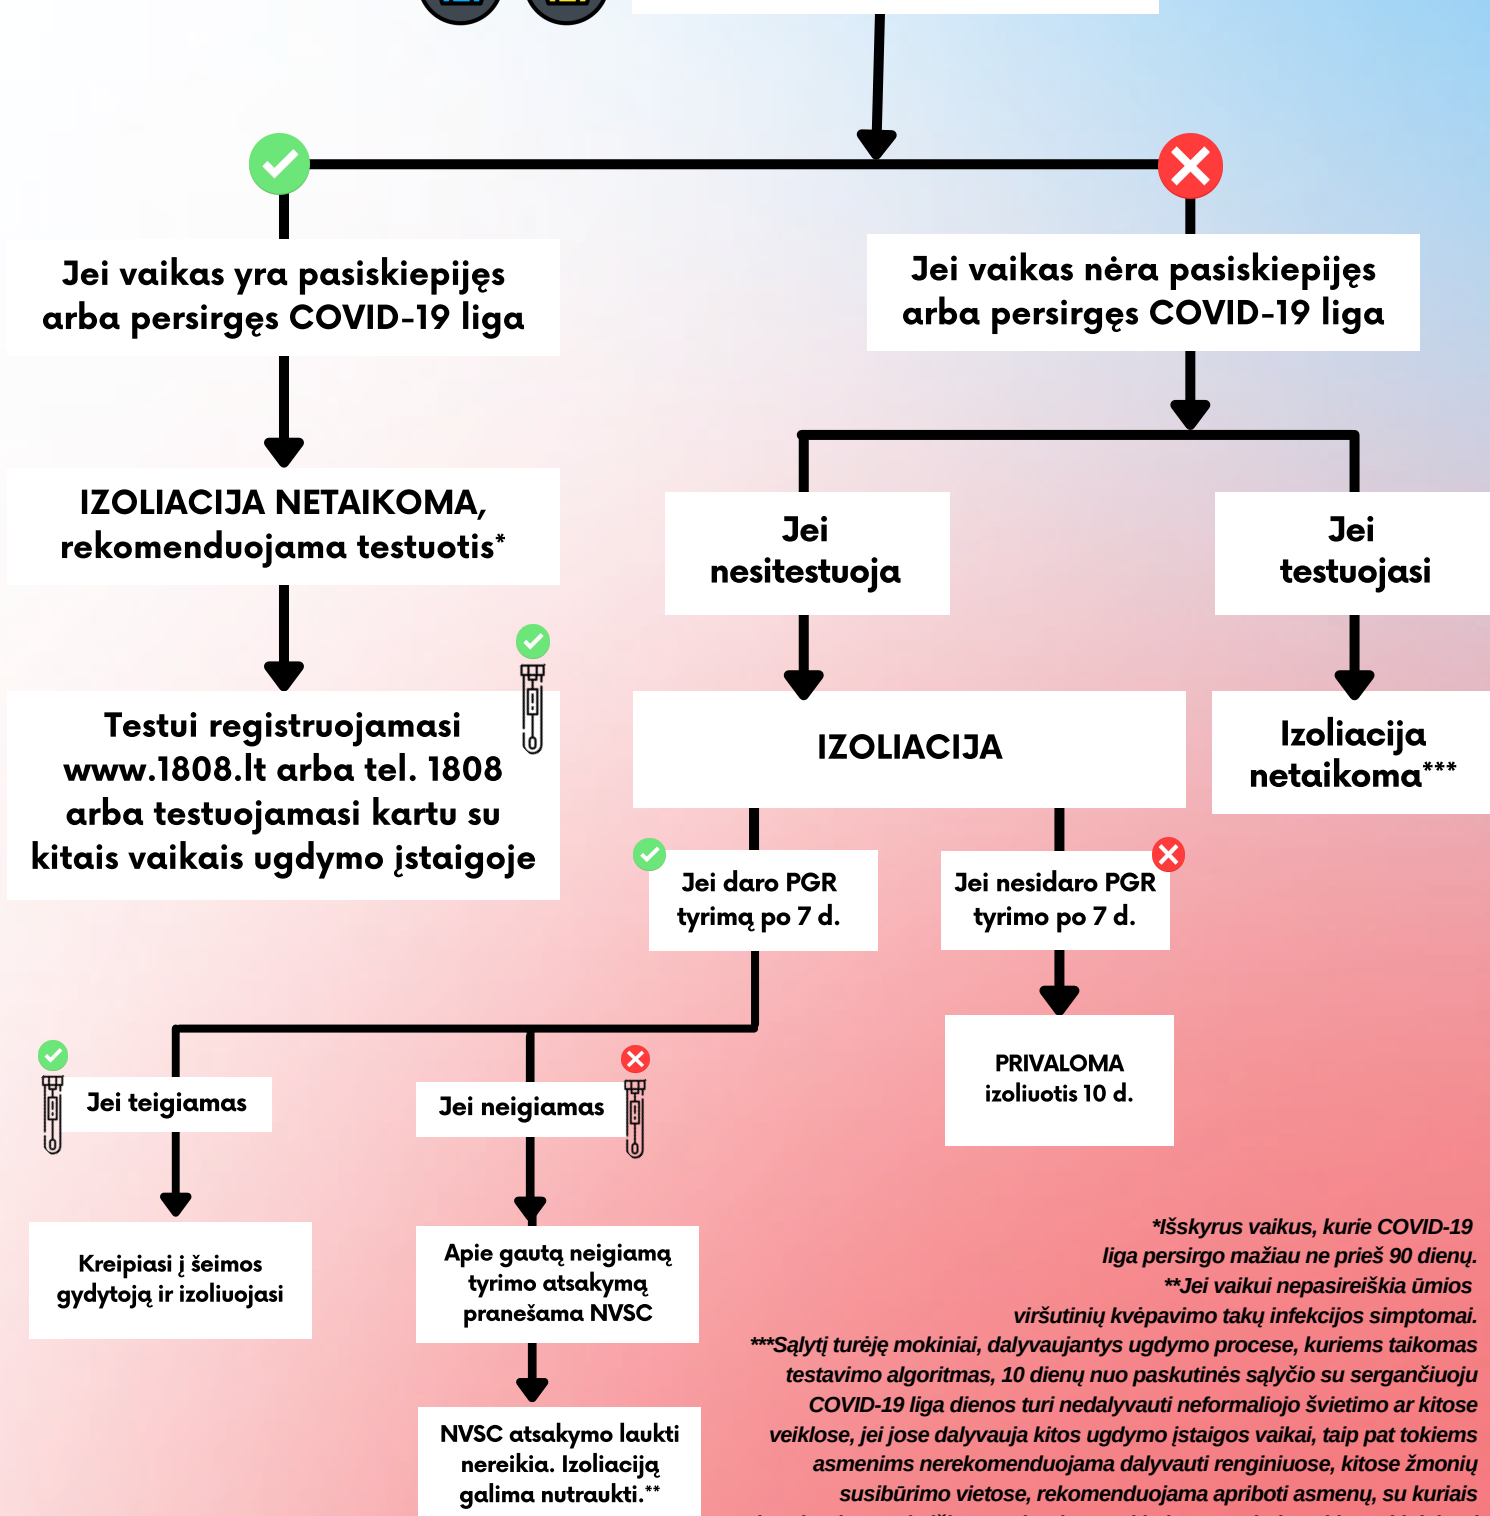 Jei vaikas yra pasiskiepijęs
arba persirgęs COVID-19 liga
Jei vaikas nėra pasiskiepijęs
arba persirgęs COVID-19 liga
IZOLIACIJA NETAIKOMA,
rekomenduojama testuotis*
Jei
nesitestuoja
Jei
testuojasi
Testui registruojamasi
www.1808.lt arba tel. 1808
arba testuojamasi kartu su
kitais vaikais ugdymo įstaigoje
IZOLIACIJA
Izoliacija
netaikoma***
Jei daro PGR
tyrimą po 7 d.
Jei nesidaro PGR
tyrimo po 7 d.
PRIVALOMA
izoliuotis 10 d.
Jei teigiamas
Jei neigiamas
Kreipiasi į šeimos
gydytoją ir izoliuojasi
Apie gautą neigiamą
tyrimo atsakymą
pranešama NVSC
NVSC atsakymo laukti
nereikia. Izoliaciją
galima nutraukti.**
*Išskyrus vaikus, kurie COVID-19
liga persirgo mažiau ne prieš 90 dienų.
**Jei vaikui nepasireiškia ūmios
viršutinių kvėpavimo takų infekcijos simptomai.
***Sąlytį turėję mokiniai, dalyvaujantys ugdymo procese, kuriems taikomas
testavimo algoritmas, 10 dienų nuo paskutinės sąlyčio su sergančiuoju
COVID-19 liga dienos turi nedalyvauti neformaliojo švietimo ar kitose
veiklose, jei jose dalyvauja kitos ugdymo įstaigos vaikai, taip pat tokiems
asmenims nerekomenduojama dalyvauti renginiuose, kitose žmonių
susibūrimo vietose, rekomenduojama apriboti asmenų, su kuriais